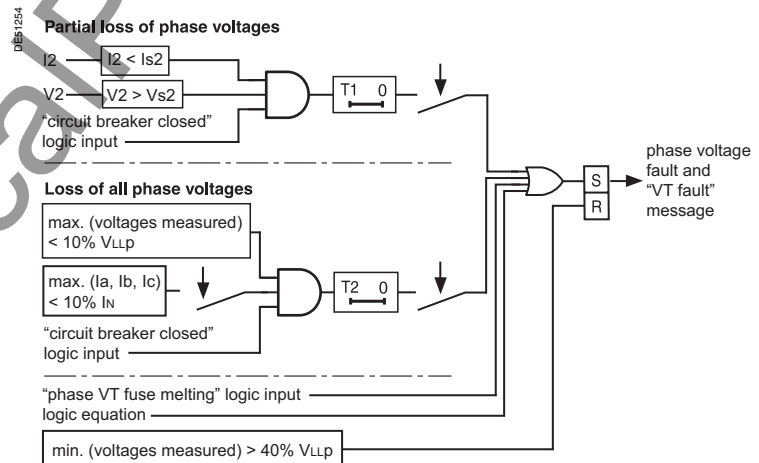 DE51254
Partial loss of phase voltages
I2
I2 < Is2
V2
V2 > Vs2
"circuit breaker closed"
logic input
T1 0
Loss of all phase voltages
max. (voltages measured)
< 10% VLLp
max. (Ia, Ib, Ic)
< 10% IN
"circuit breaker closed"
logic input
T2 0
"phase VT fuse melting" logic input
logic equation
min. (voltages measured) > 40% VLLp
S
R
phase voltage
fault and
"VT fault"
message